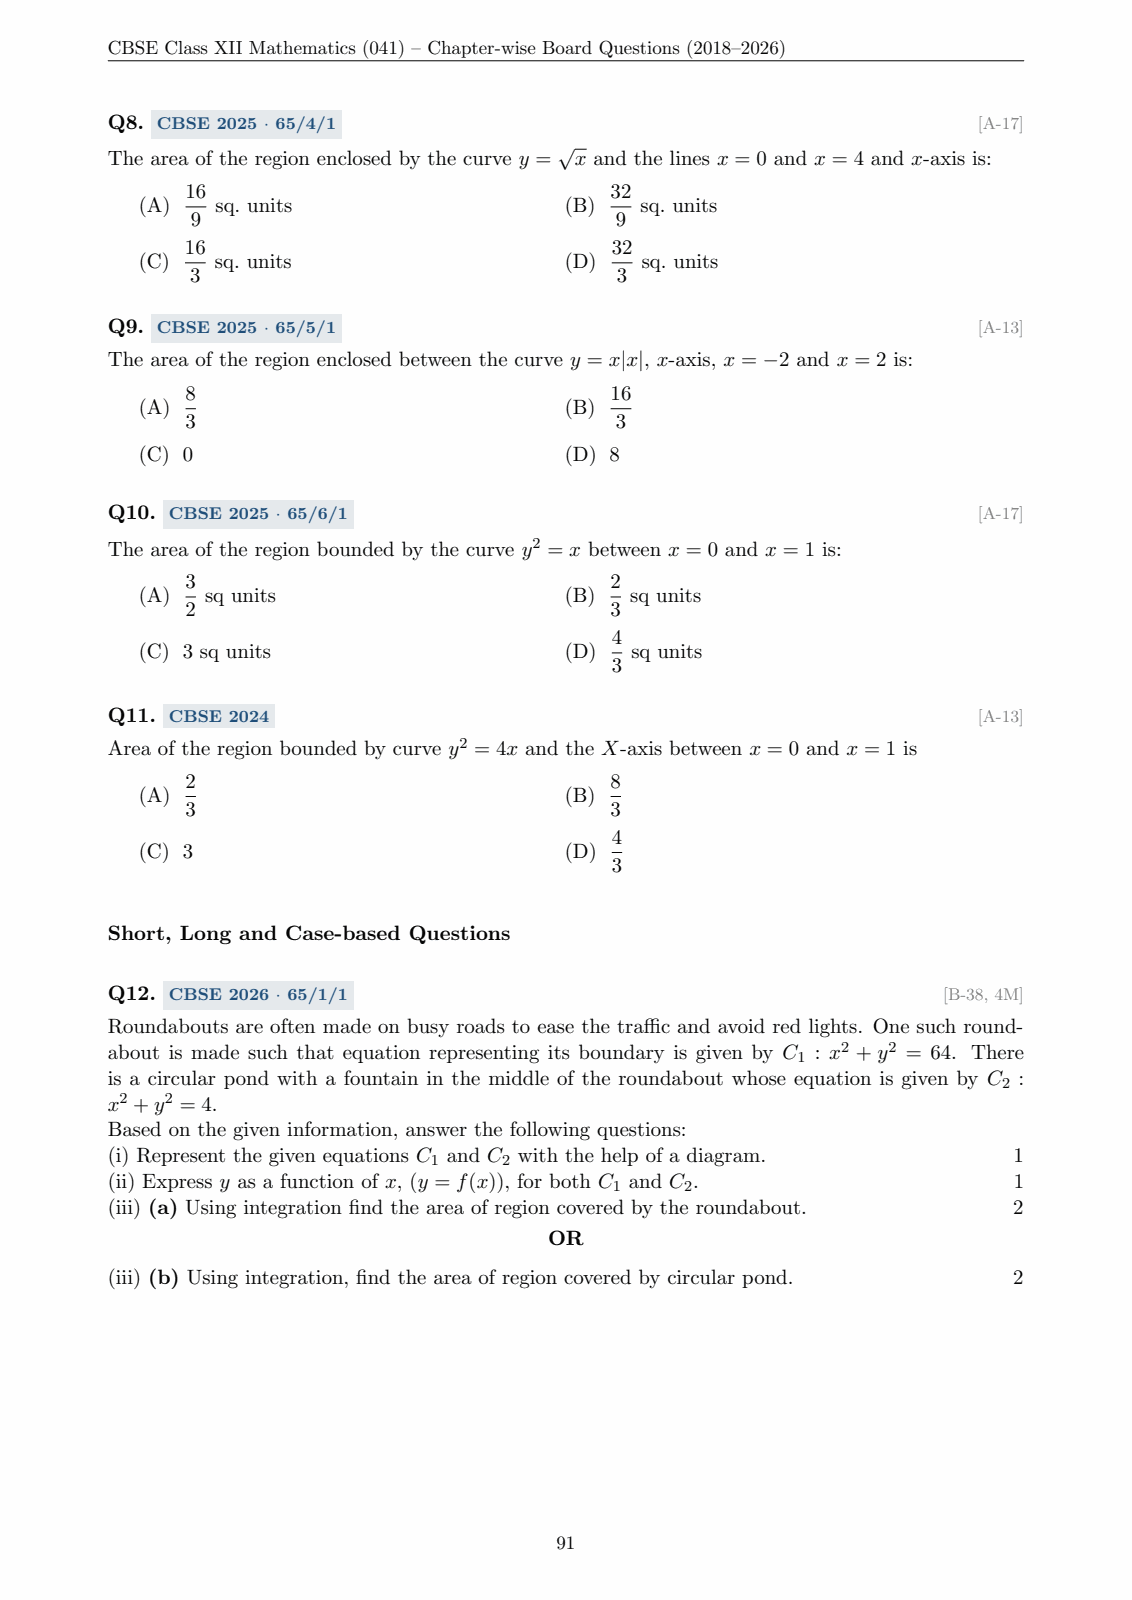 CBSE Class XII Mathematics (041) – Chapter-wise Board Questions (2018–2026)
Q8. CBSE 2025 · 65/4/1 [A-17]
The area of the region enclosed by the curve y = √x and the lines x = 0 and x = 4 and x-axis is:
(A) 16/9 sq. units (B) 32/9 sq. units
(C) 16/3 sq. units (D) 32/3 sq. units
Q9. CBSE 2025 · 65/5/1 [A-13]
The area of the region enclosed between the curve y = x|x|, x-axis, x = −2 and x = 2 is:
(A) 8/3 (B) 16/3
(C) 0 (D) 8
Q10. CBSE 2025 · 65/6/1 [A-17]
The area of the region bounded by the curve y² = x between x = 0 and x = 1 is:
(A) 3/2 sq units (B) 2/3 sq units
(C) 3 sq units (D) 4/3 sq units
Q11. CBSE 2024 [A-13]
Area of the region bounded by curve y² = 4x and the X-axis between x = 0 and x = 1 is
(A) 2/3 (B) 8/3
(C) 3 (D) 4/3
Short, Long and Case-based Questions
Q12. CBSE 2026 · 65/1/1 [B-38, 4M]
Roundabouts are often made on busy roads to ease the traffic and avoid red lights. One such round-
about is made such that equation representing its boundary is given by C₁ : x² + y² = 64. There
is a circular pond with a fountain in the middle of the roundabout whose equation is given by C₂ :
x² + y² = 4.
Based on the given information, answer the following questions:
(i) Represent the given equations C₁ and C₂ with the help of a diagram. 1
(ii) Express y as a function of x, (y = f(x)), for both C₁ and C₂. 1
(iii) (a) Using integration find the area of region covered by the roundabout. 2
OR
(iii) (b) Using integration, find the area of region covered by circular pond. 2
91